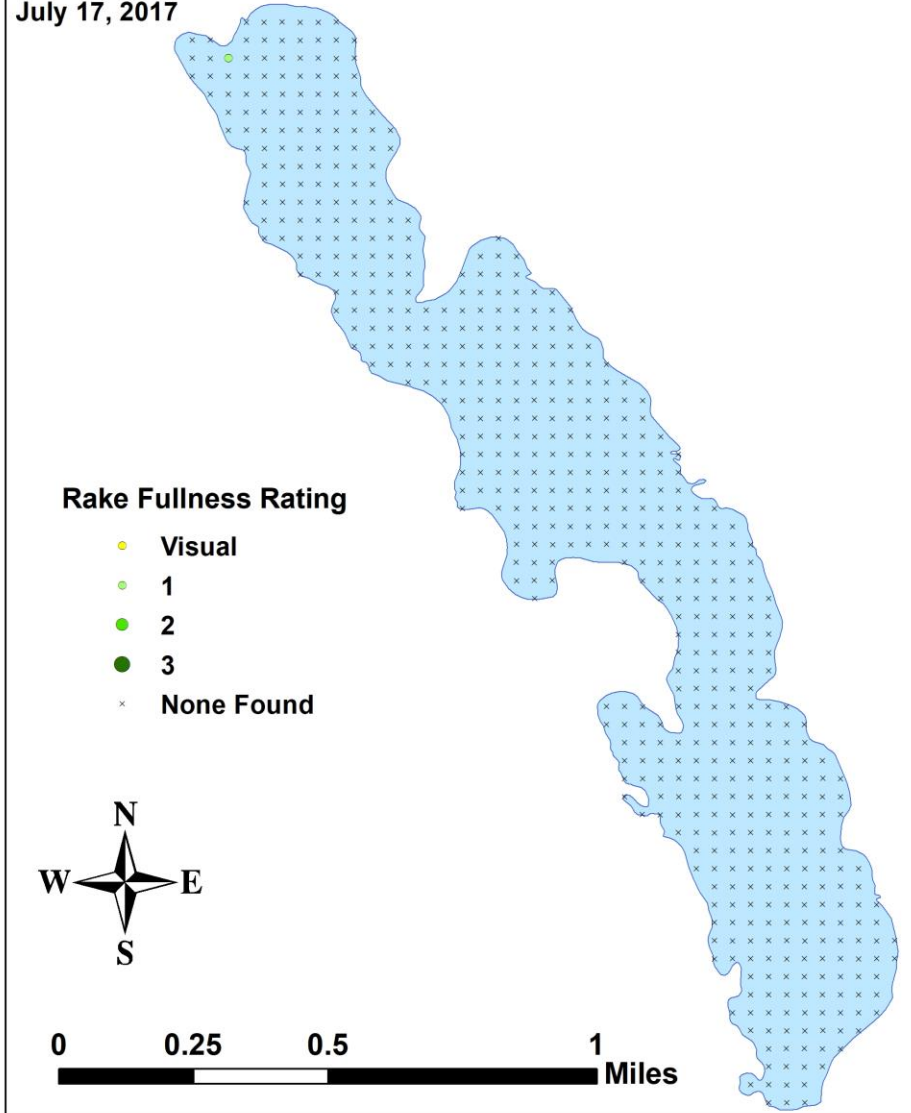 July 17, 2017
Rake Fullness Rating
Visual
1
2
3
None Found
N
W E
S
0 0.25 0.5 1
Miles